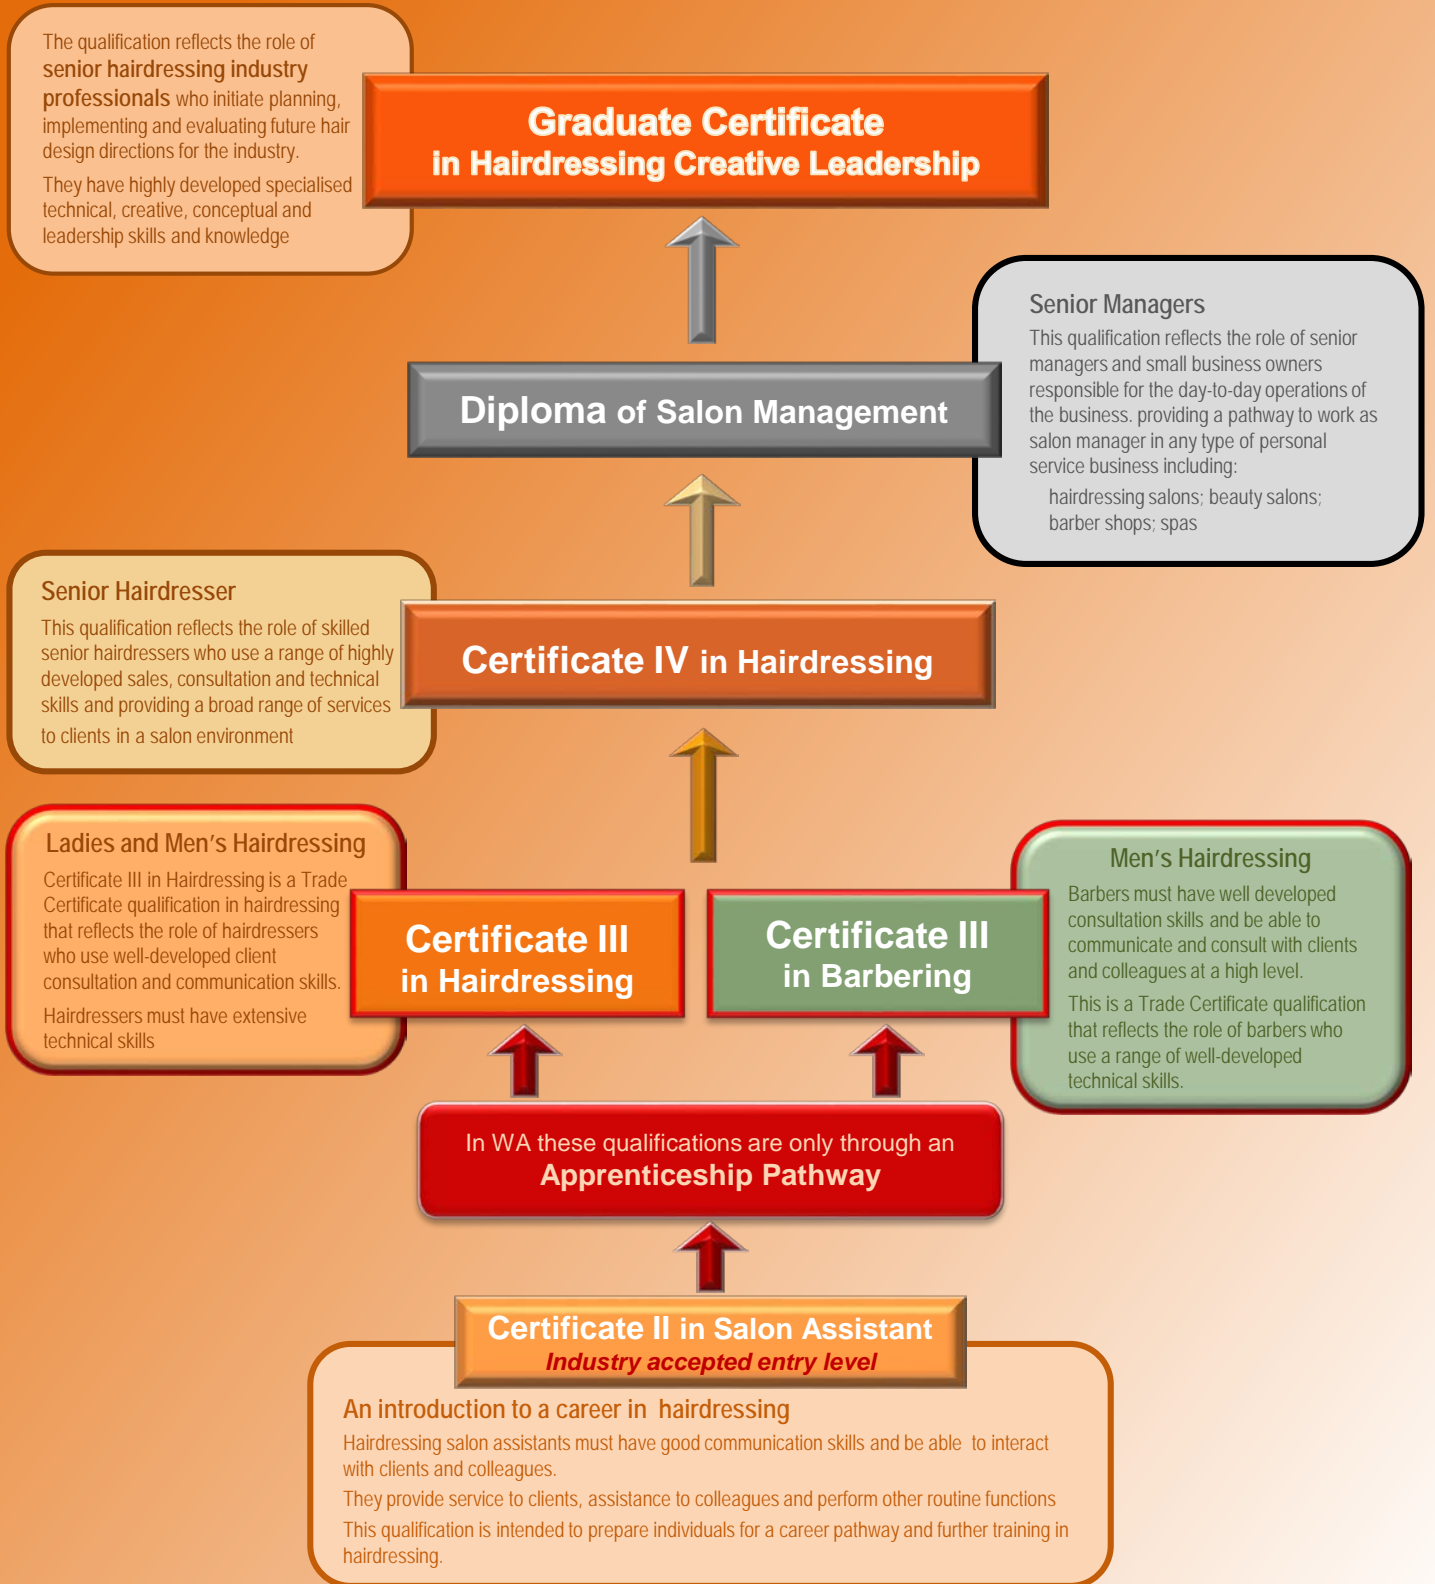 The qualification reflects the role of
senior hairdressing industry
professionals who initiate planning,
implementing and evaluating future hair
design directions for the industry.
They have highly developed specialised
technical, creative, conceptual and
leadership skills and knowledge
Graduate Certificate
in Hairdressing Creative Leadership
Senior Managers
This qualification reflects the role of senior
managers and small business owners
responsible for the day-to-day operations of
the business. providing a pathway to work as
salon manager in any type of personal
service business including:
hairdressing salons; beauty salons;
barber shops; spas
Diploma of Salon Management
Senior Hairdresser
This qualification reflects the role of skilled
senior hairdressers who use a range of highly
developed sales, consultation and technical
skills and providing a broad range of services
to clients in a salon environment
Certificate IV in Hairdressing
Ladies and Men's Hairdressing
Certificate III in Hairdressing is a Trade
Certificate qualification in hairdressing
that reflects the role of hairdressers
who use well-developed client
consultation and communication skills.
Hairdressers must have extensive
technical skills
Certificate III
in Hairdressing
Certificate III
in Barbering
Men's Hairdressing
Barbers must have well developed
consultation skills and be able to
communicate and consult with clients
and colleagues at a high level.
This is a Trade Certificate qualification
that reflects the role of barbers who
use a range of well-developed
technical skills.
In WA these qualifications are only through an
Apprenticeship Pathway
Certificate II in Salon Assistant
Industry accepted entry level
An introduction to a career in  hairdressing
Hairdressing salon assistants must have good communication skills and be able  to interact
with clients and colleagues.
They provide service to clients, assistance to colleagues and perform other routine functions
This qualification is intended to prepare individuals for a career pathway and further training in
hairdressing.